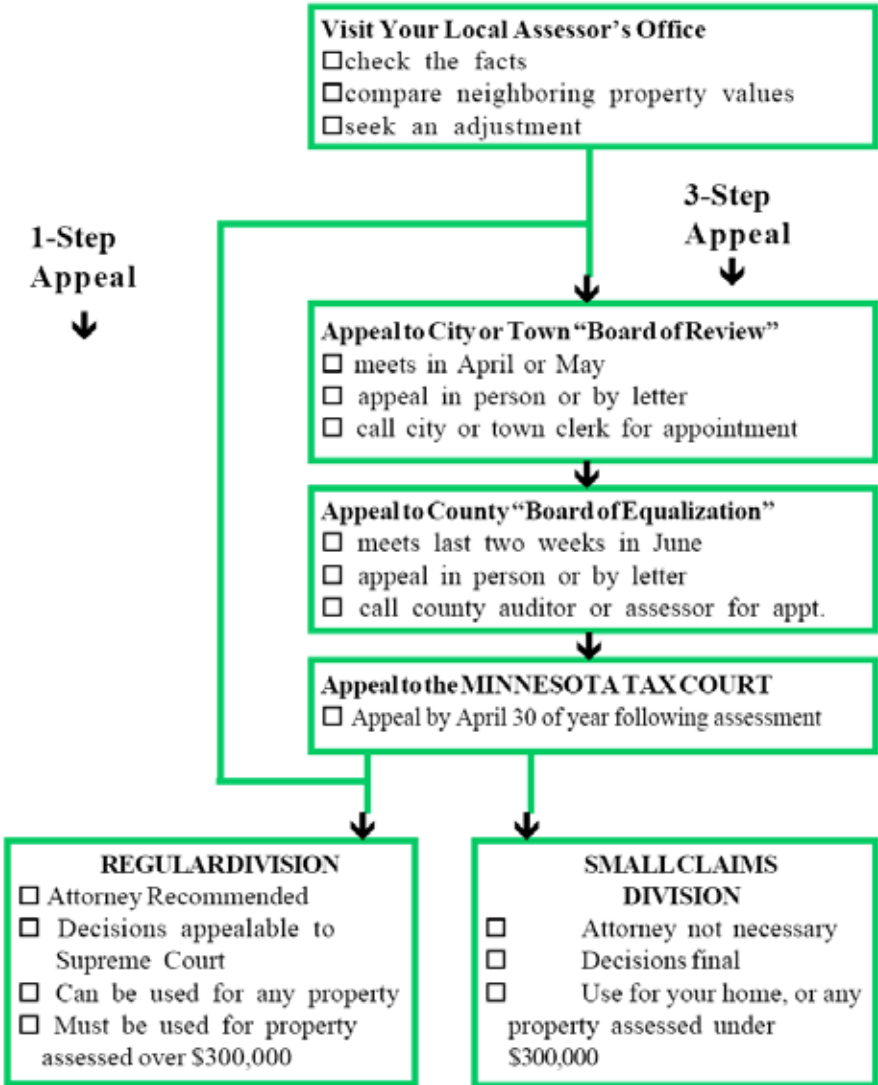 Visit Your Local Assessor's Office
☐check the facts
☐compare neighboring property values
☐seek an adjustment
1-Step
Appeal
3-Step
Appeal
Appeal to City or Town “Board of Review”
☐ meets in April or May
☐ appeal in person or by letter
☐ call city or town clerk for appointment
Appeal to County “Board of Equalization”
☐ meets last two weeks in June
☐ appeal in person or by letter
☐ call county auditor or assessor for appt.
Appeal to the MINNESOTA TAX COURT
☐ Appeal by April 30 of year following assessment
REGULAR DIVISION
☐ Attorney Recommended
☐ Decisions appealable to
Supreme Court
☐ Can be used for any property
☐ Must be used for property
assessed over $300,000
SMALL CLAIMS
DIVISION
☐ Attorney not necessary
☐ Decisions final
☐ Use for your home, or any
property assessed under
$300,000